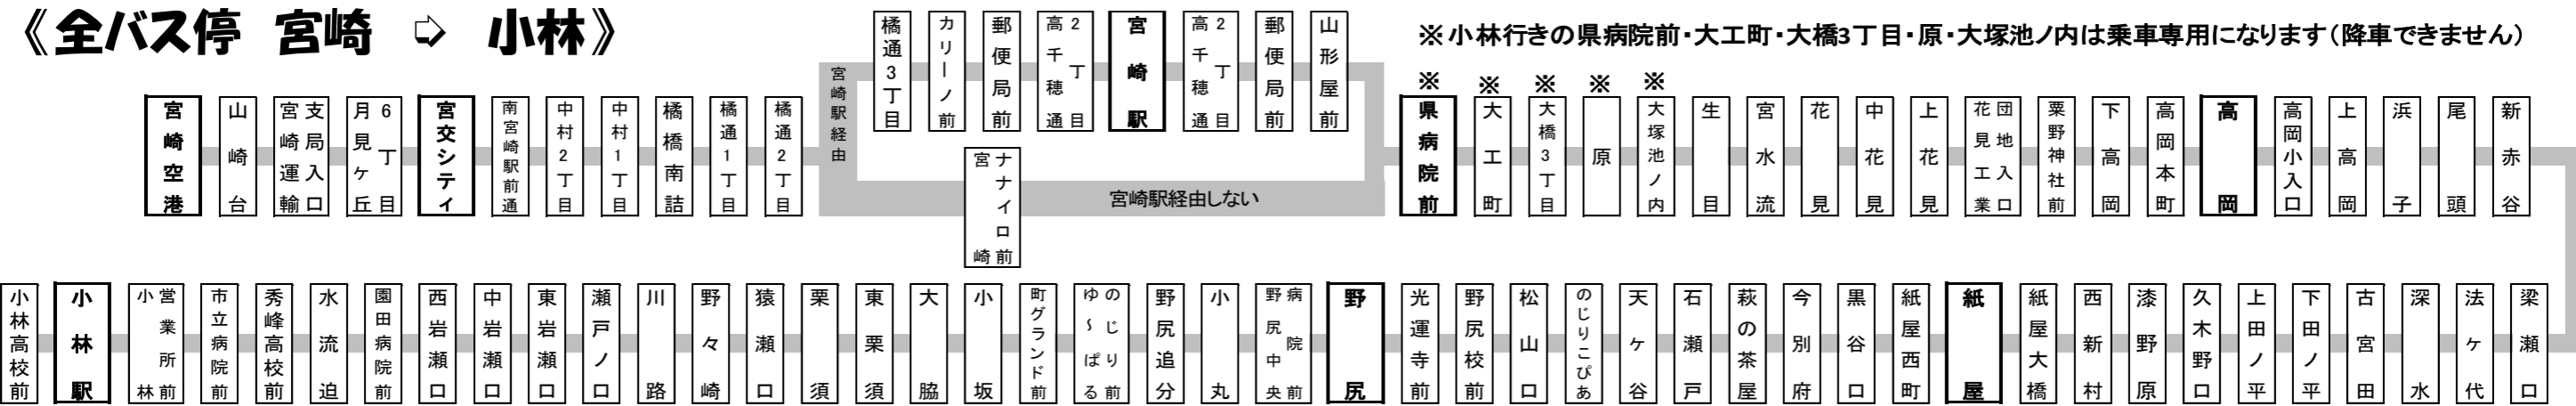 《全バス停 宮崎 ➪ 小林》
※小林行きの県病院前・大工町・大橋3丁目・原・大塚池ノ内は乗車専用になります（降車できません）
宮崎空港
山崎台
宮崎運輸支局入口
月見ヶ丘6丁目
宮交シティ
南宮崎駅前通
中村2丁目
中村1丁目
橘橋南詰
橘通1丁目
橘通2丁目
宮崎駅経由
橘通3丁目
カリーノ前
郵便局前
高千穂通2丁目
宮崎駅
高千穂通2丁目
郵便局前
山形屋前
宮崎ナナイロ前
宮崎駅経由しない
※
県病院前
※
大工町
※
大橋3丁目
※
原
※
大塚池ノ内
生目
宮水流
花見
中花見
上花見
花見工業団地入口
粟野神社前
下高岡
高岡本町
高岡
高岡小入口
上高岡
浜子
尾頭
新赤谷
梁瀬口
法ヶ代
深水
古宮田
下田ノ平
上田ノ平
久木野口
漆野原
西新村
紙屋大橋
紙屋
紙屋西町
黒谷口
今別府
萩の茶屋
石瀬戸
天ヶ谷
のじりこぴあ
松山口
野尻校前
光運寺前
野尻
野尻中央病院前
小丸
野尻追分
ゆ～ぱるのじり前
町グランド前
小坂
大脇
東栗須
栗須
猿瀬口
野々崎
川路
瀬戸ノ口
東岩瀬口
中岩瀬口
西岩瀬口
園田病院前
水流迫
秀峰高校前
市立病院前
小林営業所前
小林駅
小林高校前